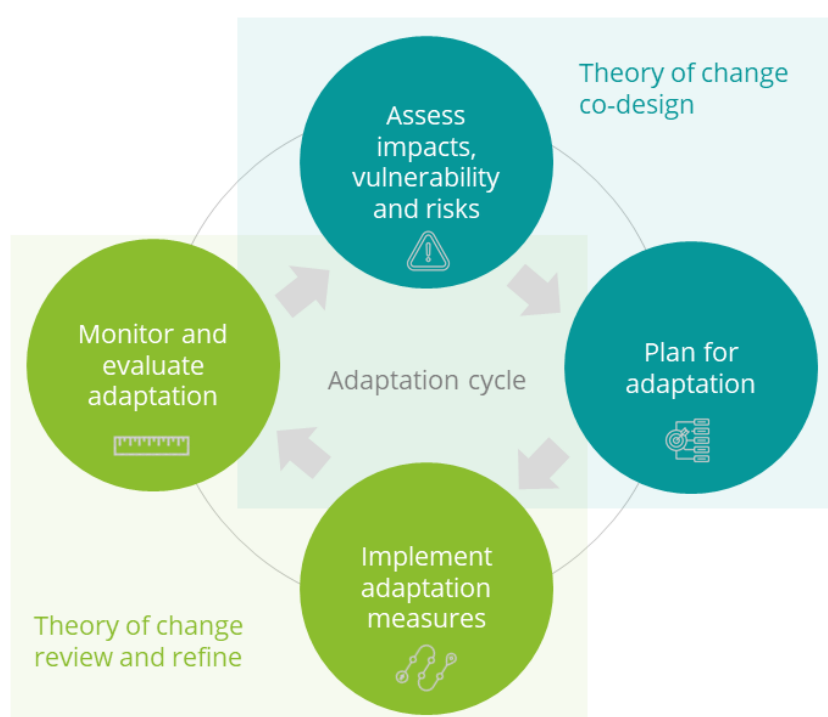 Theory of change
co-design
Assess
impacts,
vulnerability
and risks
Plan for
adaptation
Adaptation cycle
Monitor and
evaluate
adaptation
Implement
adaptation
measures
Theory of change
review and refine